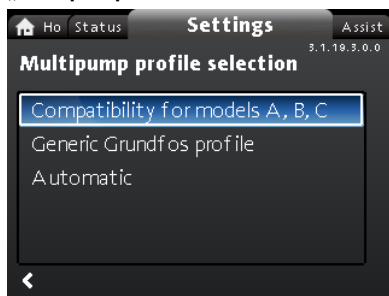 Ho Status Settings Assist
3.1.19.3.0.0
Multipump profile selection
Compatibility for models A, B, C
Generic Grundfos profile
Automatic